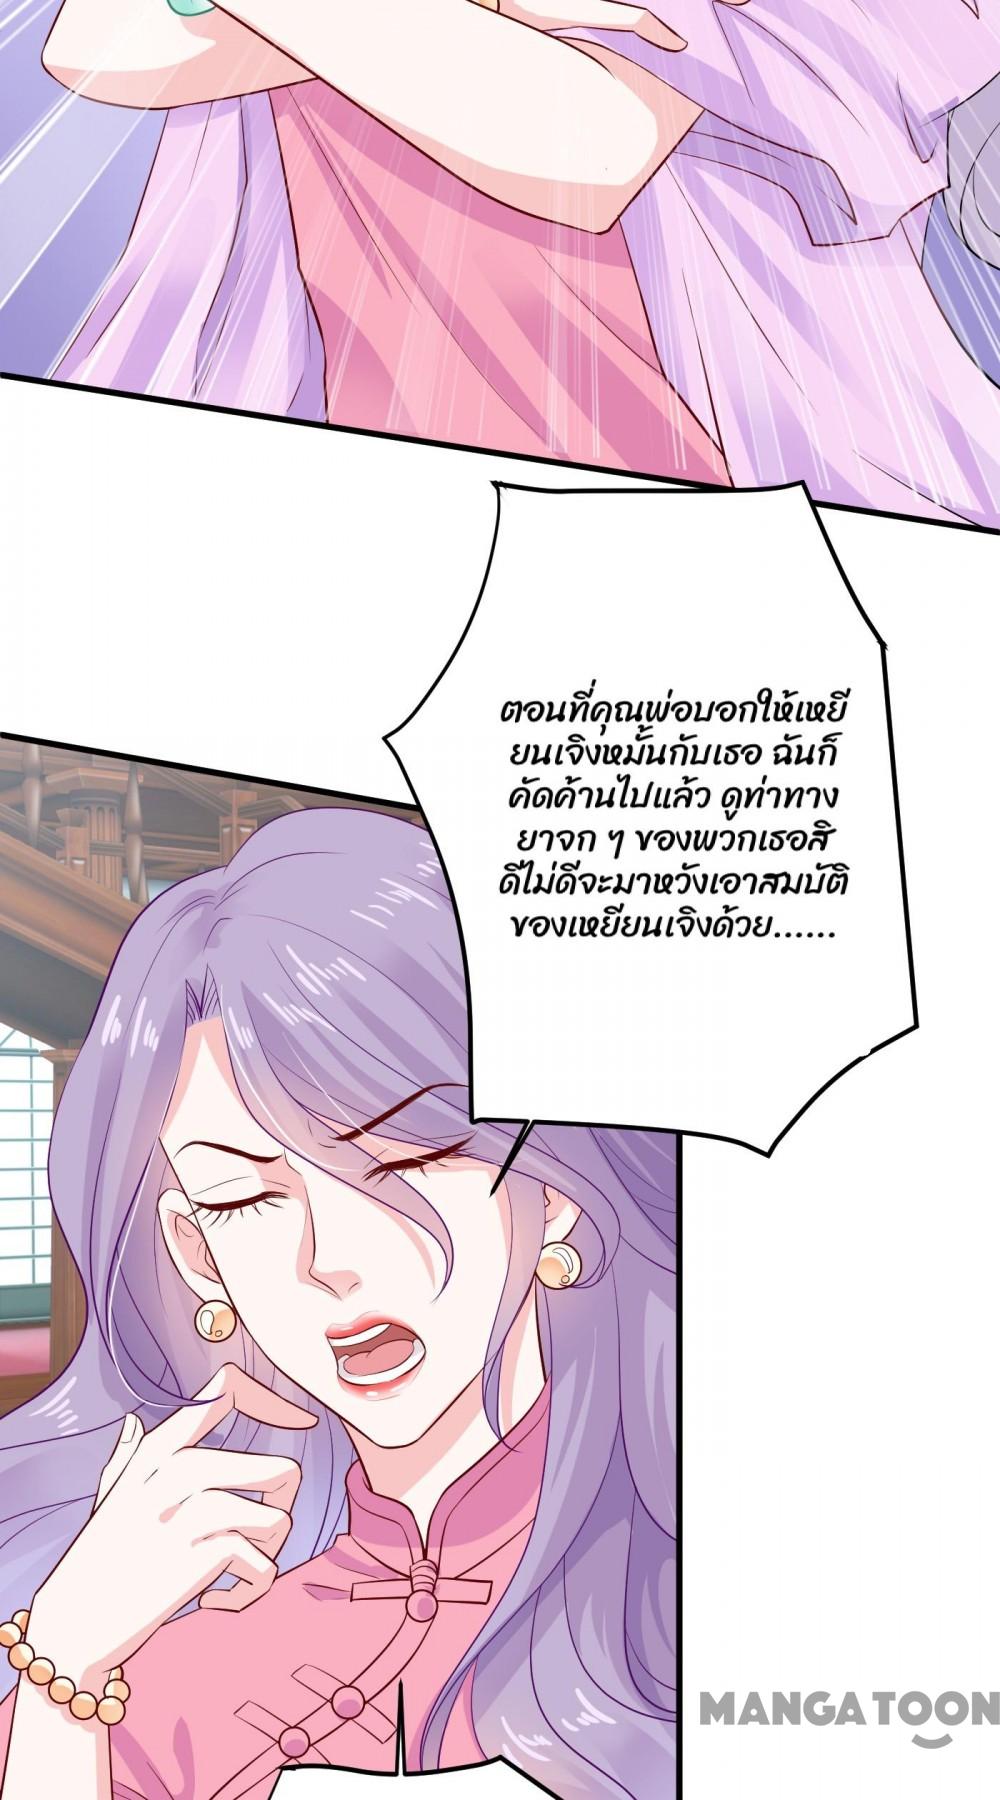 ตอนที่คุณพ่อบอกให้เหยี
ยนเจิงหมั้นกับเธอ ฉันก็
คัดค้านไปแล้ว ดูท่าทาง
ยาจก ๆ ของพวกเธอสิ
ดีไม่ดีจะมาหวังเอาสมบัติ
ของเหยียนเจิงด้วย......
MANGATOON